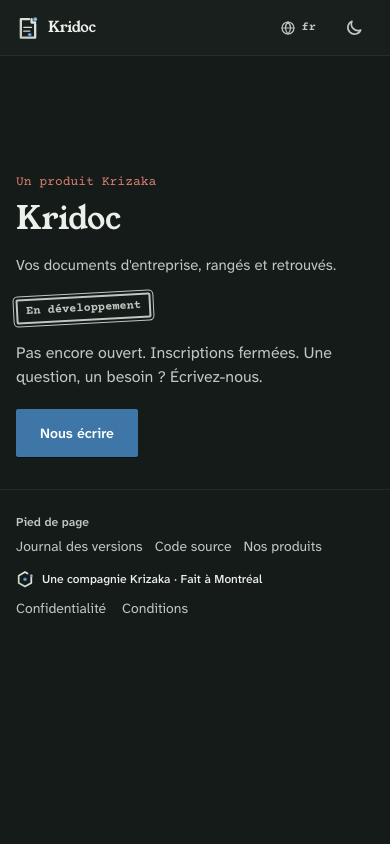 Kridoc
fr
Un produit Krizaka
Kridoc
Vos documents d'entreprise, rangés et retrouvés.
En développement
Pas encore ouvert. Inscriptions fermées. Une
question, un besoin ? Écrivez-nous.
Nous écrire
Pied de page
Journal des versions Code source Nos produits
Une compagnie Krizaka · Fait à Montréal
Confidentialité Conditions